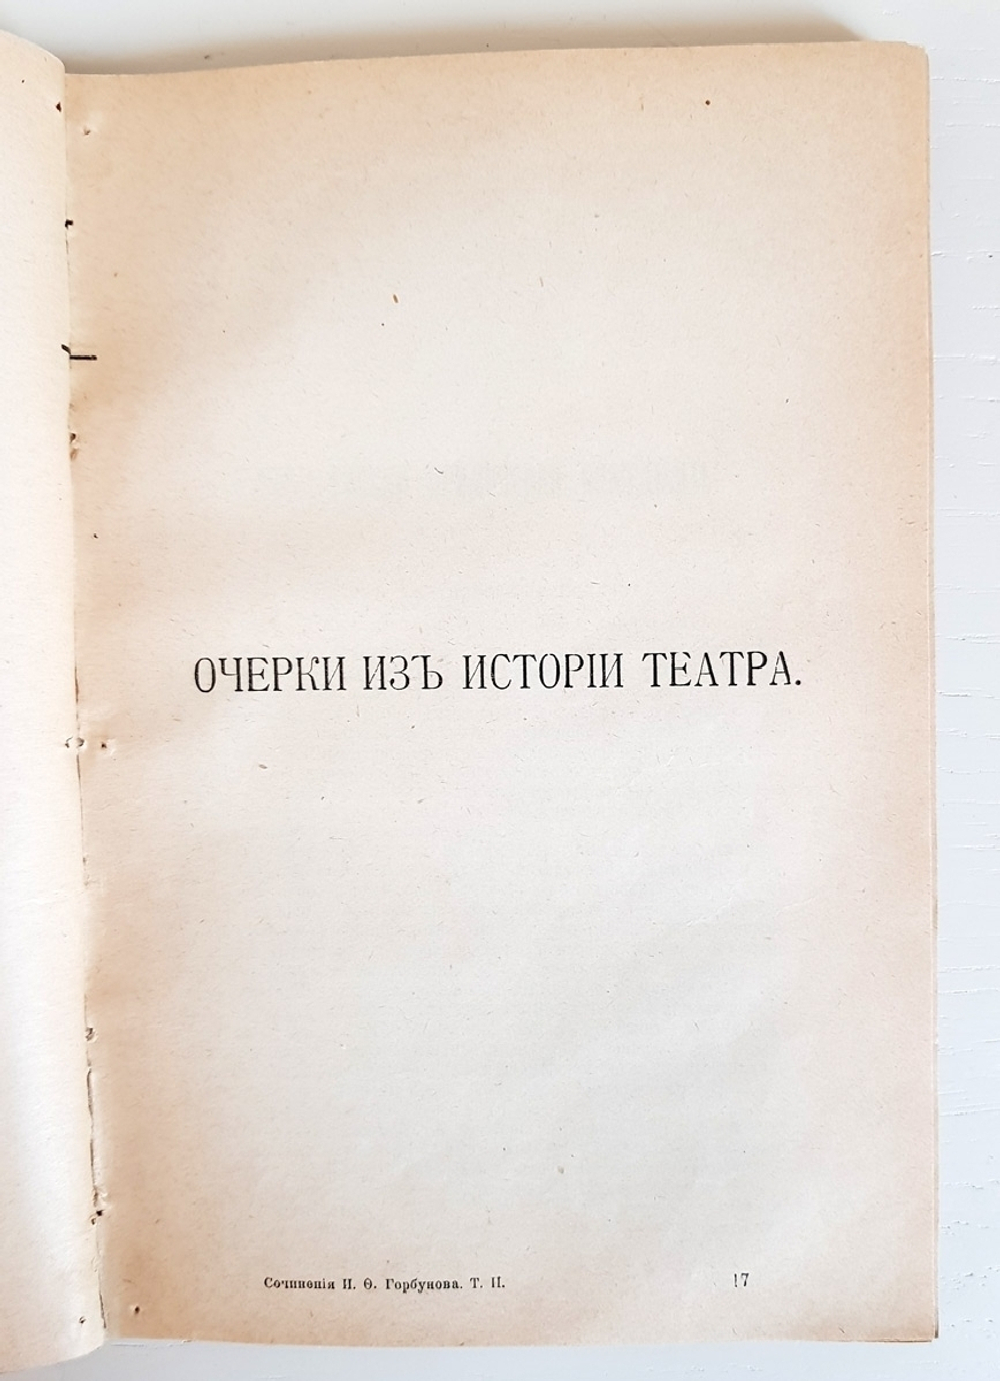 ОЧЕРКИ ИЗЪ ИСТОРІИ ТЕАТРА.
Сочиненія И. Ѳ. Горбунова. Т. II. 17